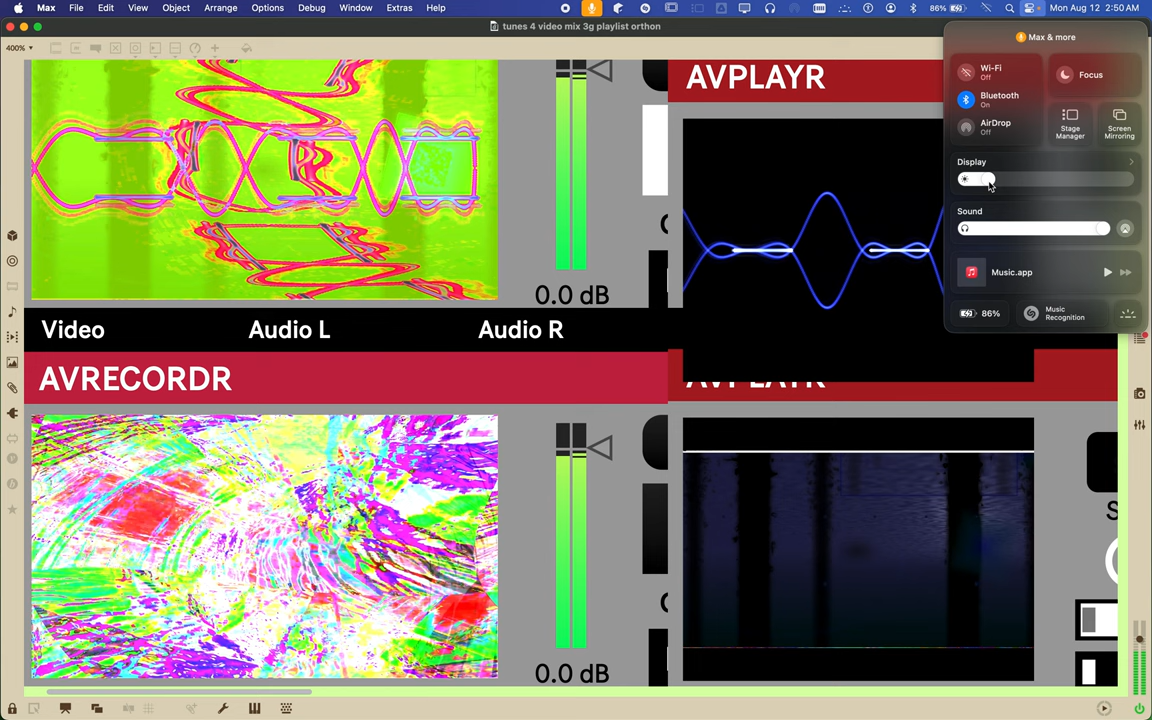 Max File Edit View Object Arrange Options Debug Window Extras Help 86% Mon Aug 12 2:50 AM
tunes 4 video mix 3g playlist orthon
400%
Max & more
Wi-Fi
Off
Bluetooth
On
AirDrop
Off
Focus
Stage
Manager
Screen
Mirroring
Display
Sound
Music.app
86%
Music
Recognition
AVPLAYR
0.0 dB
Video Audio L Audio R
AVRECORDR
AVPLAYR
0.0 dB